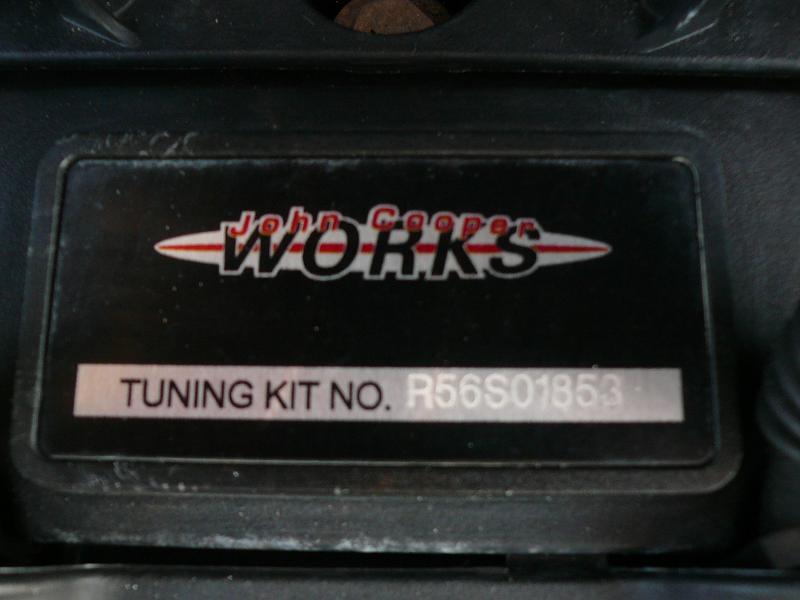 John Cooper
WORKS
TUNING KIT NO. R56S01853